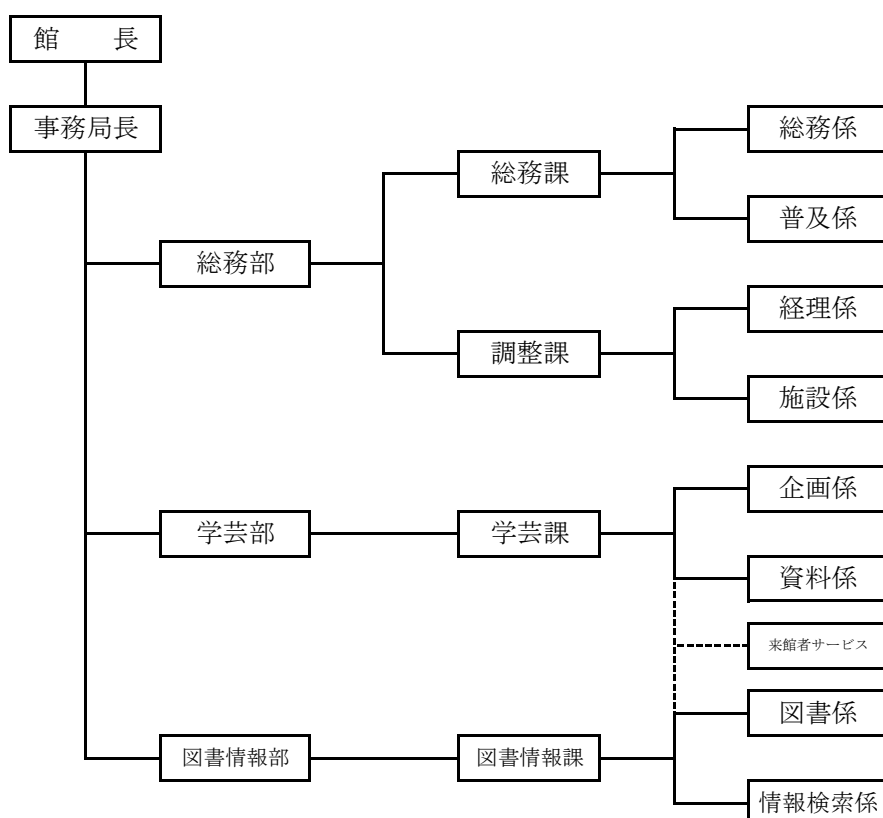 館　　長
事務局長
総務部
総務課
総務係
普及係
調整課
経理係
施設係
学芸部
学芸課
企画係
資料係
来館者サービス
図書情報部
図書情報課
図書係
情報検索係